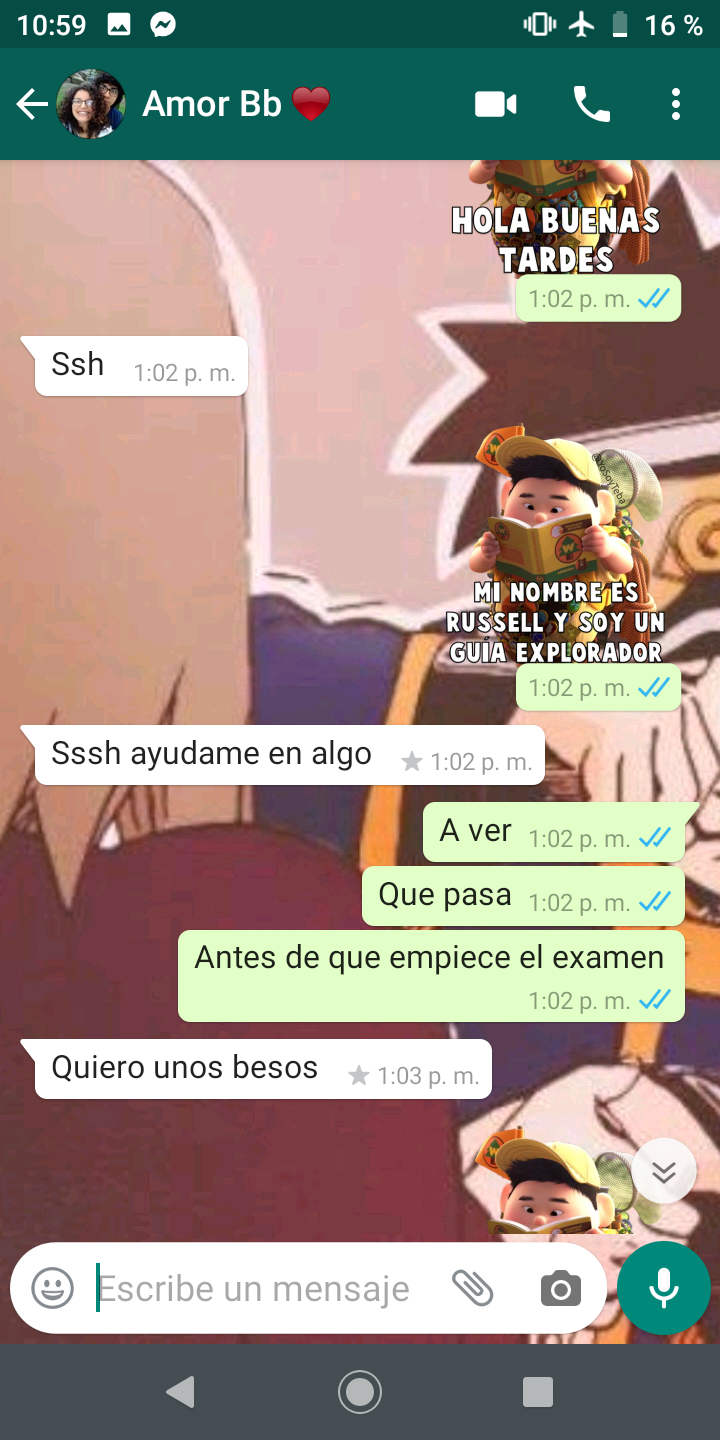 10:59
16 %
Amor Bb
HOLA BUENAS
TARDES
1:02 p. m.
Ssh 1:02 p. m.
@YoSoyTeba
MI NOMBRE ES
RUSSELL Y SOY UN
GUÍA EXPLORADOR
1:02 p. m.
Sssh ayudame en algo 1:02 p. m.
A ver 1:02 p. m.
Que pasa 1:02 p. m.
Antes de que empiece el examen
1:02 p. m.
Quiero unos besos 1:03 p. m.
Escribe un mensaje